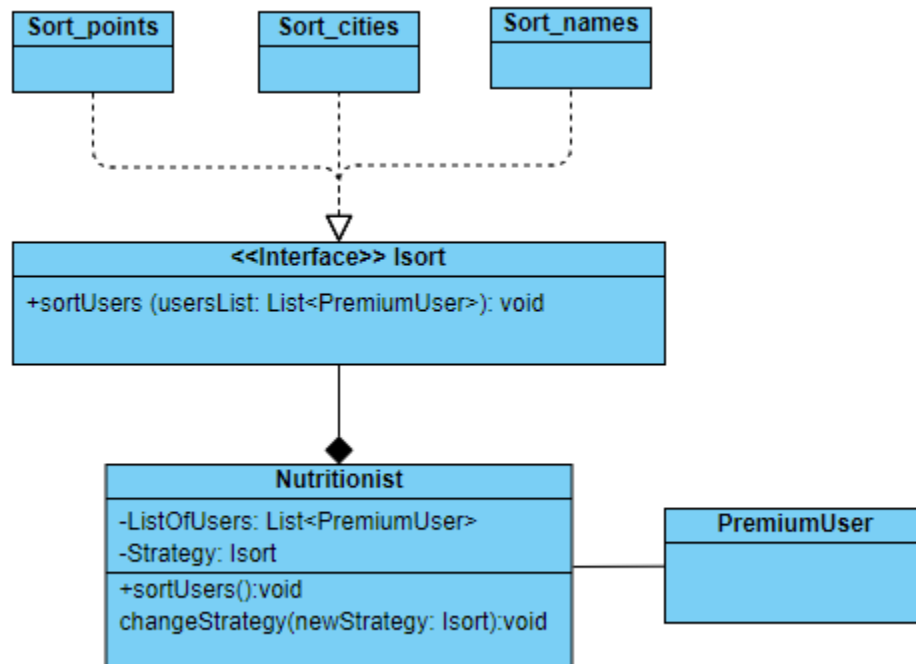 Sort_points
Sort_cities
Sort_names
<<Interface>> Isort
+sortUsers (usersList: List<PremiumUser>): void
Nutritionist
-ListOfUsers: List<PremiumUser>
-Strategy: Isort
+sortUsers():void
changeStrategy(newStrategy: Isort):void
PremiumUser